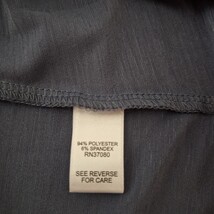 94% POLYESTER
6% SPANDEX
RN37080
SEE REVERSE
FOR CARE